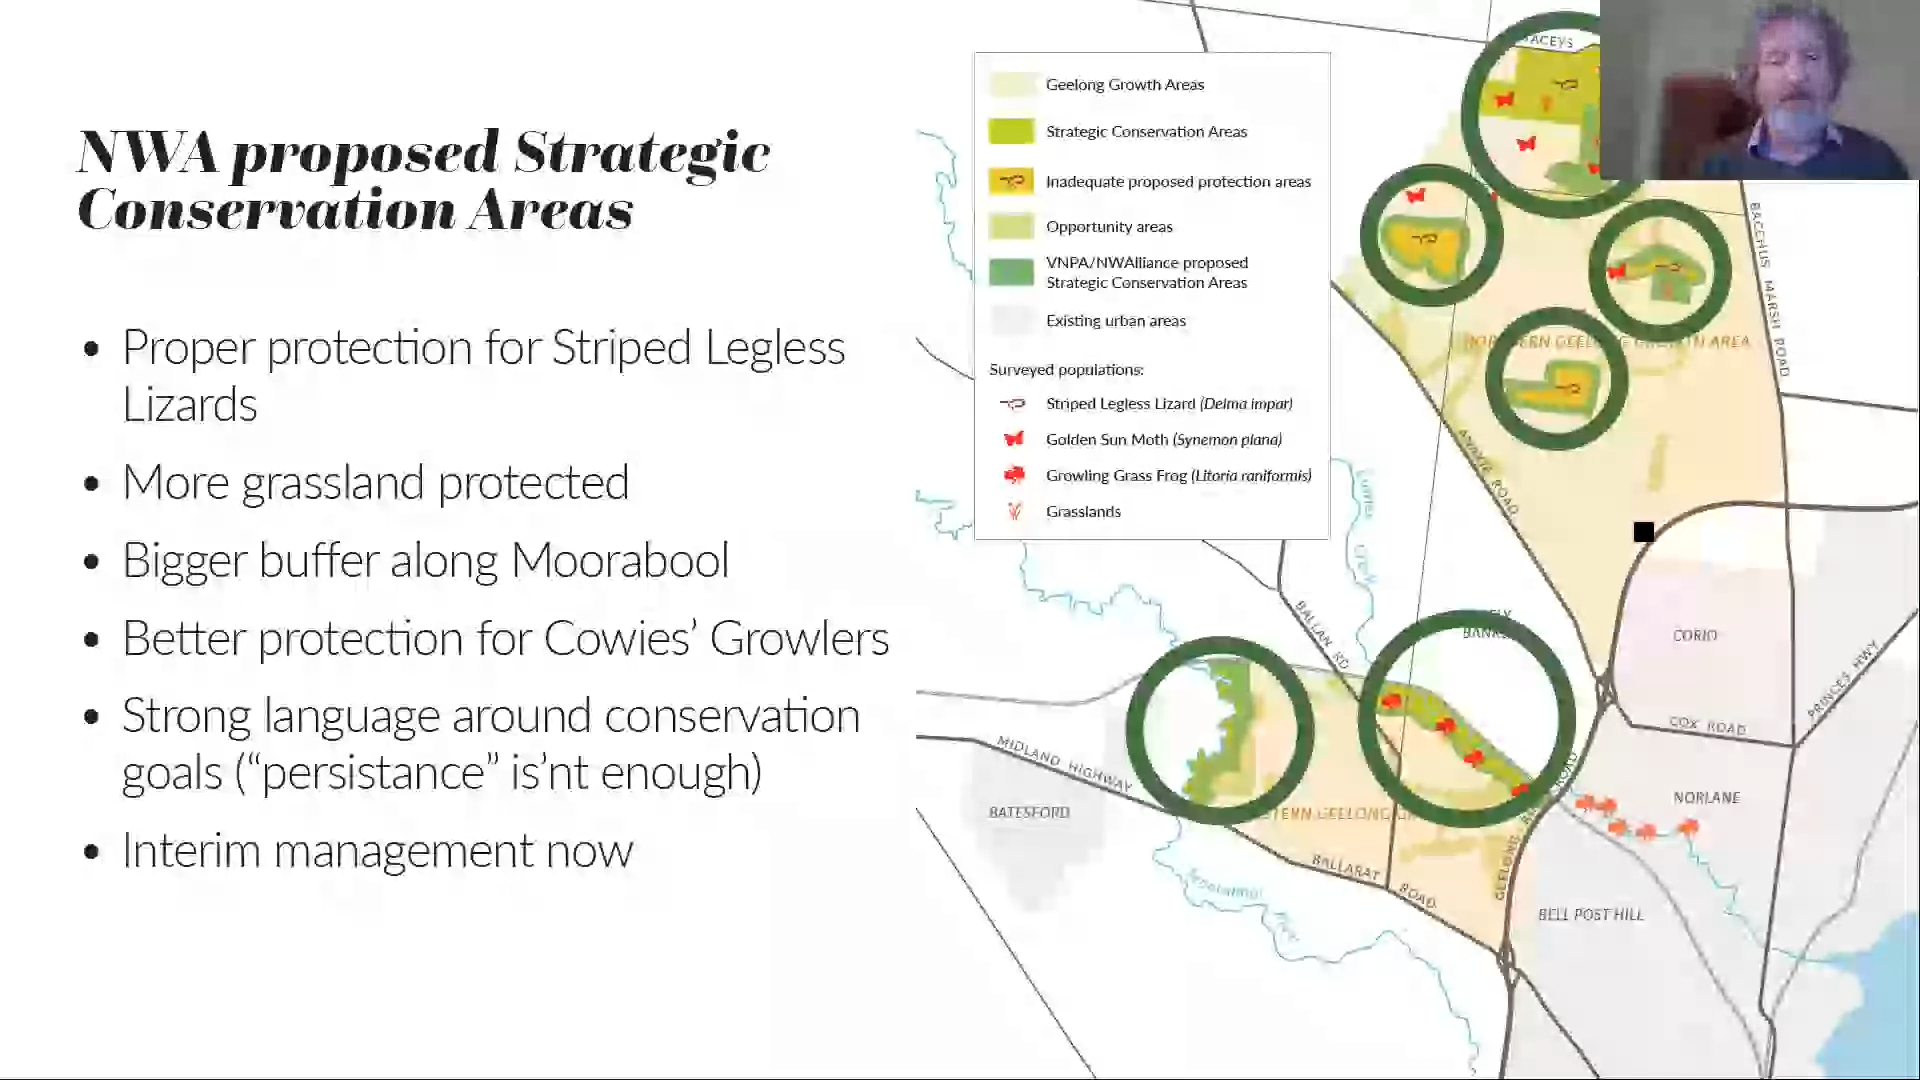 NWA proposed Strategic
Conservation Areas
• Proper protection for Striped Legless
Lizards
• More grassland protected
• Bigger buffer along Moorabool
• Better protection for Cowies’ Growlers
• Strong language around conservation
goals (“persistance” is’nt enough)
• Interim management now
Geelong Growth Areas
Strategic Conservation Areas
Inadequate proposed protection areas
Opportunity areas
VNPA/NWAlliance proposed
Strategic Conservation Areas
Existing urban areas
Surveyed populations:
Striped Legless Lizard (Delma impar)
Golden Sun Moth (Synemon plana)
Growling Grass Frog (Litoria raniformis)
Grasslands
BACCHUS MARSH ROAD
ANAKIE ROAD
BALLAN RD
CORIO
PRINCES HWY
COX ROAD
MIDLAND HIGHWAY
BATESFORD
NORLANE
BALLARAT ROAD
BELL POST HILL